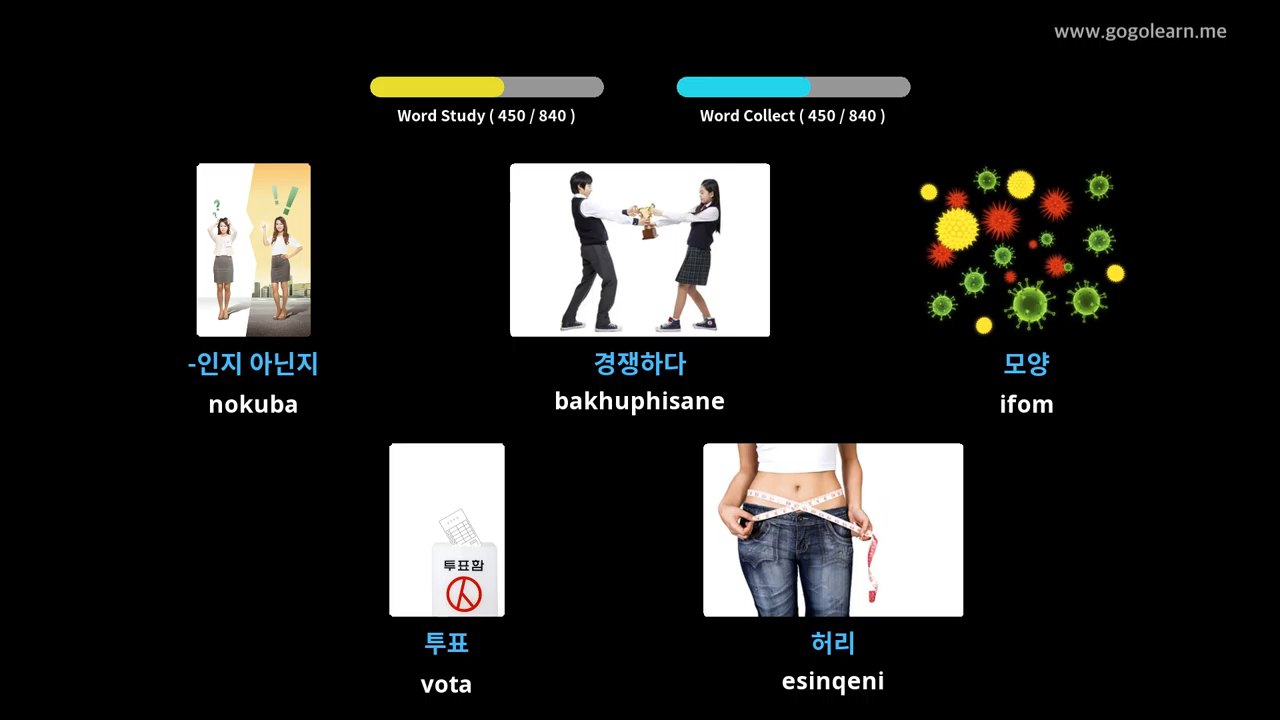 www.gogolearn.me
Word Study ( 450 / 840 )
Word Collect ( 450 / 840 )
-인지 아닌지
nokuba
경쟁하다
bakhuphisane
모양
ifom
투표함
투표
vota
허리
esinqeni